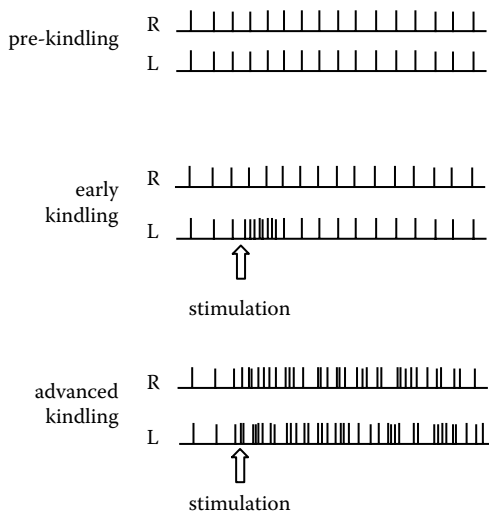 R
pre-kindling
L
R
early
kindling
L
stimulation
R
advanced
kindling
L
stimulation